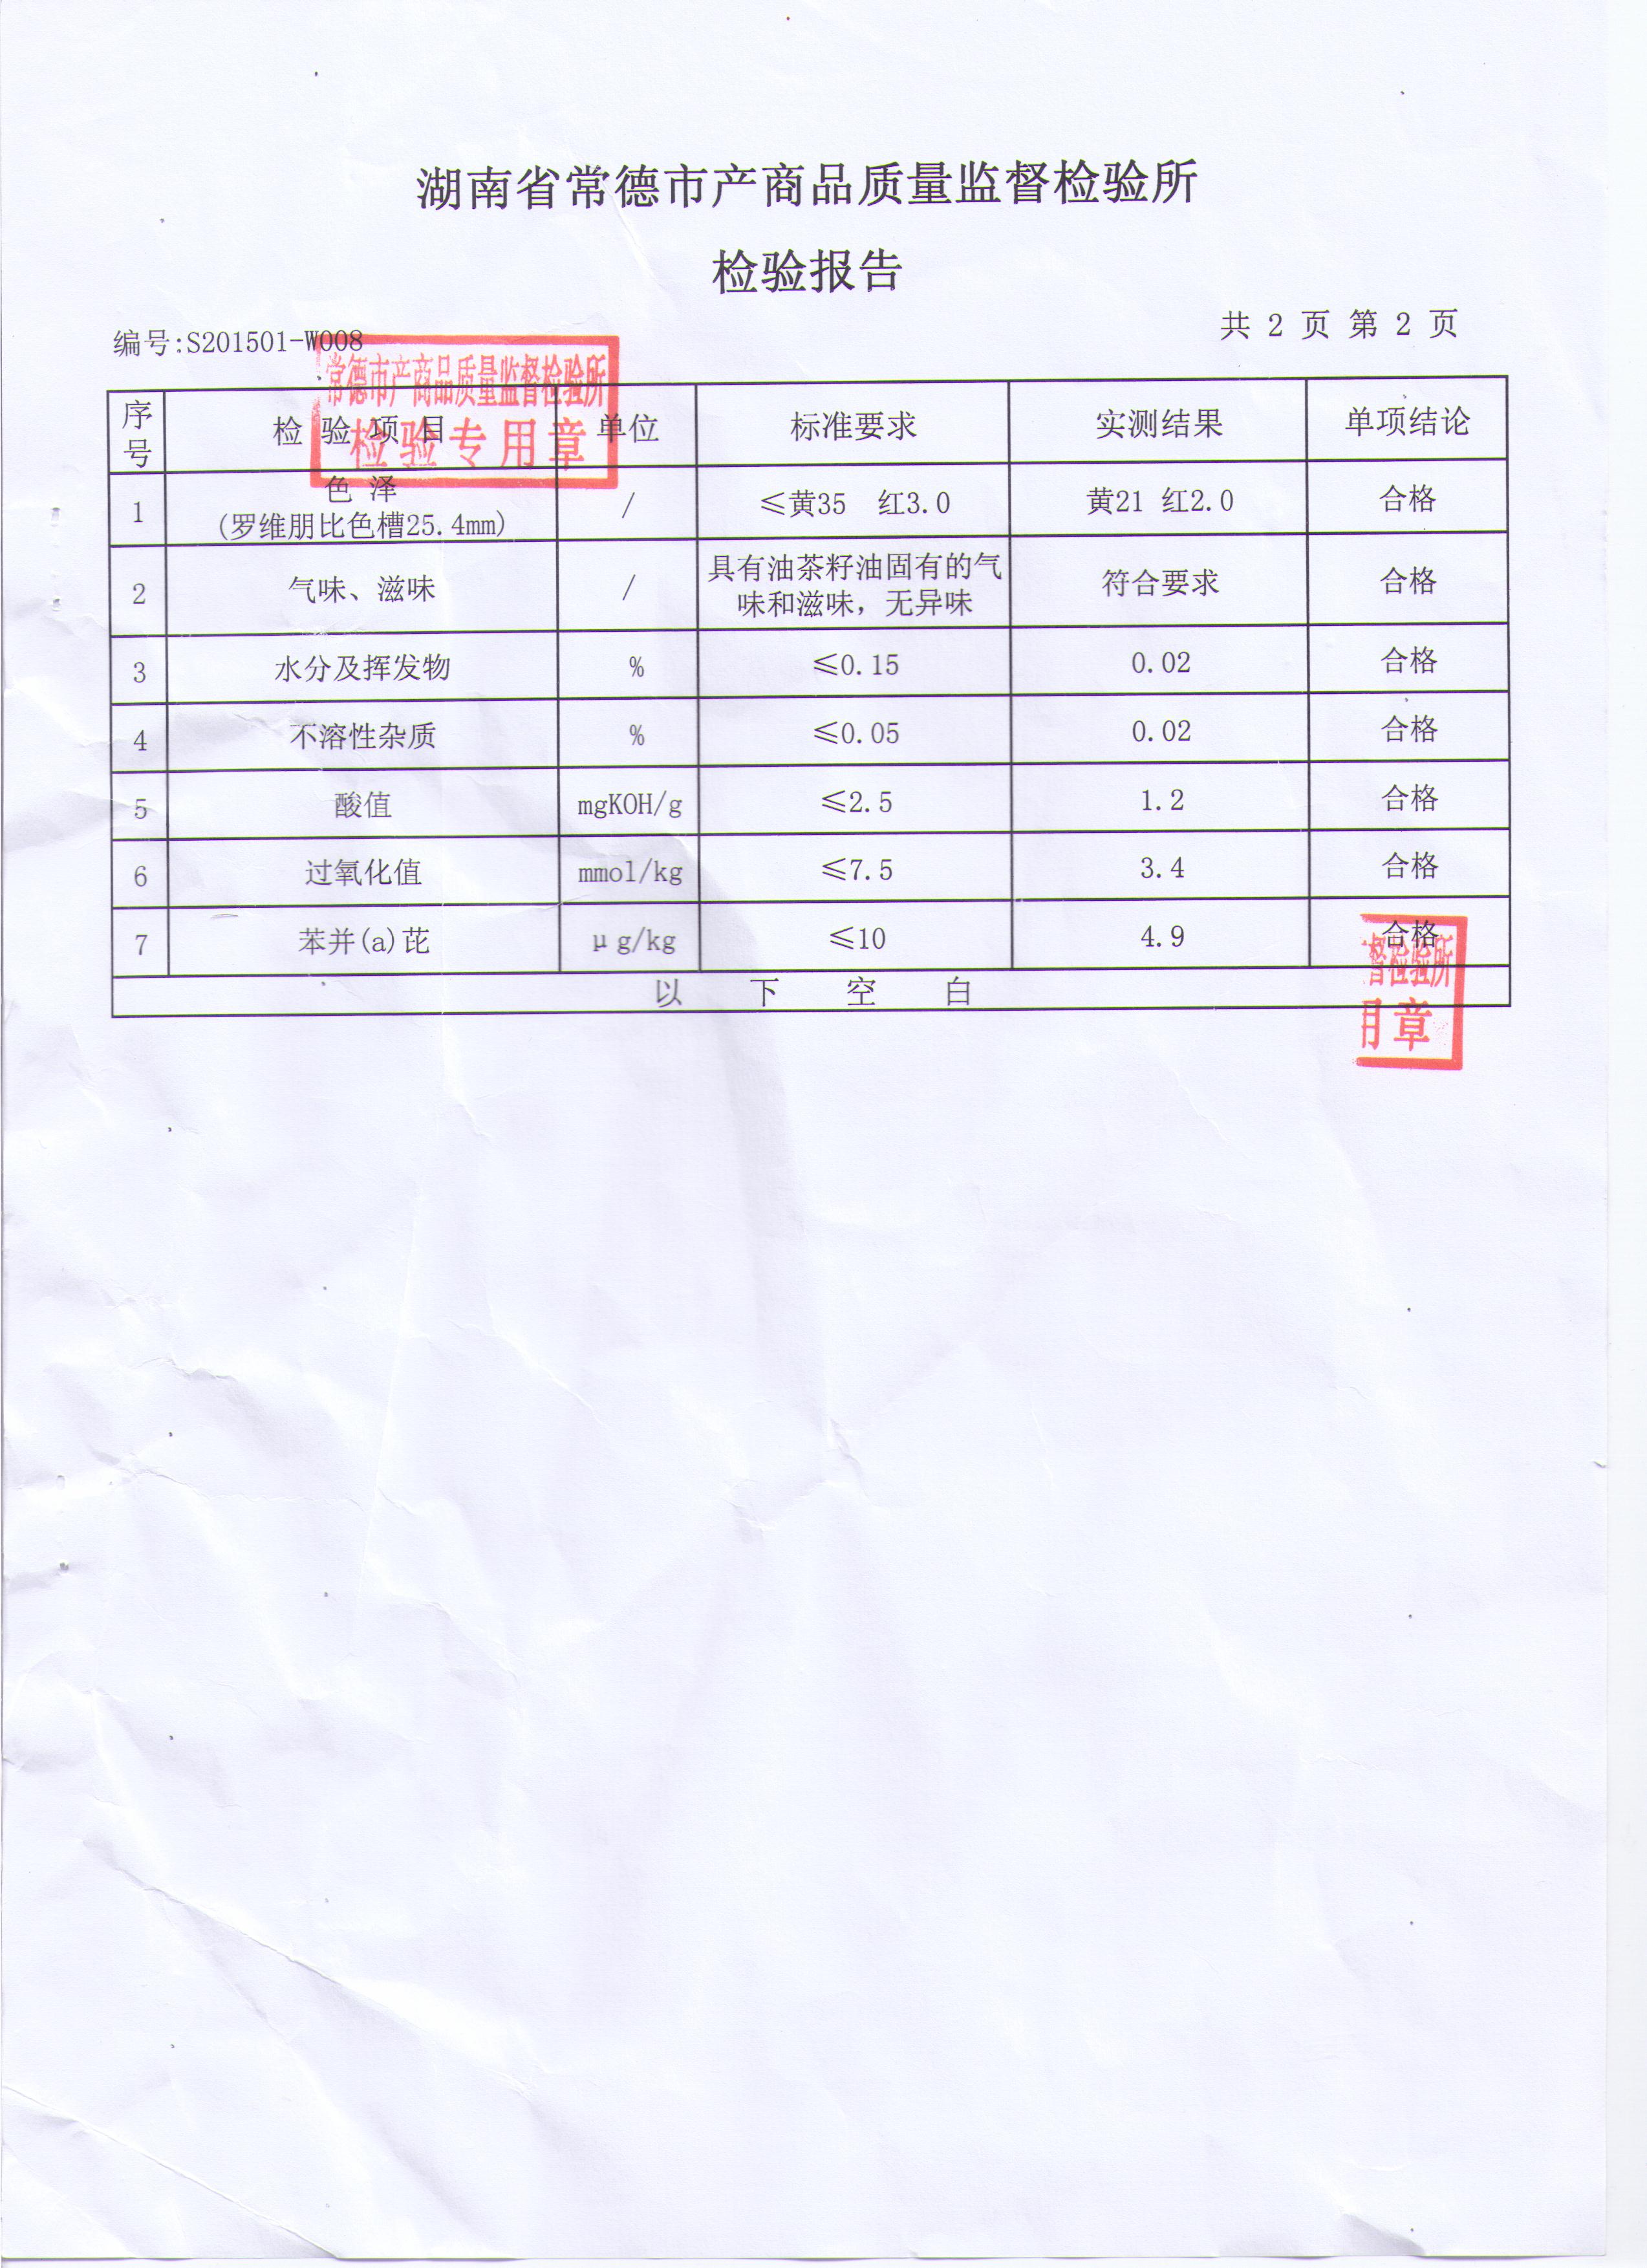 湖南省常德市产商品质量监督检验所
检验报告
编号:S201501-W008
共 2 页 第 2 页
常德市产商品质量监督检验所
检验专用章
序号 检 验 项 目 单位 标准要求 实测结果 单项结论
1 色 泽 (罗维朋比色槽25.4mm) / ≤黄35 红3.0 黄21 红2.0 合格
2 气味、滋味 / 具有油茶籽油固有的气味和滋味，无异味 符合要求 合格
3 水分及挥发物 % ≤0.15 0.02 合格
4 不溶性杂质 % ≤0.05 0.02 合格
5 酸值 mgKOH/g ≤2.5 1.2 合格
6 过氧化值 mmol/kg ≤7.5 3.4 合格
7 苯并(a)芘 μg/kg ≤10 4.9 合格
以 下 空 白
督检验所
用章